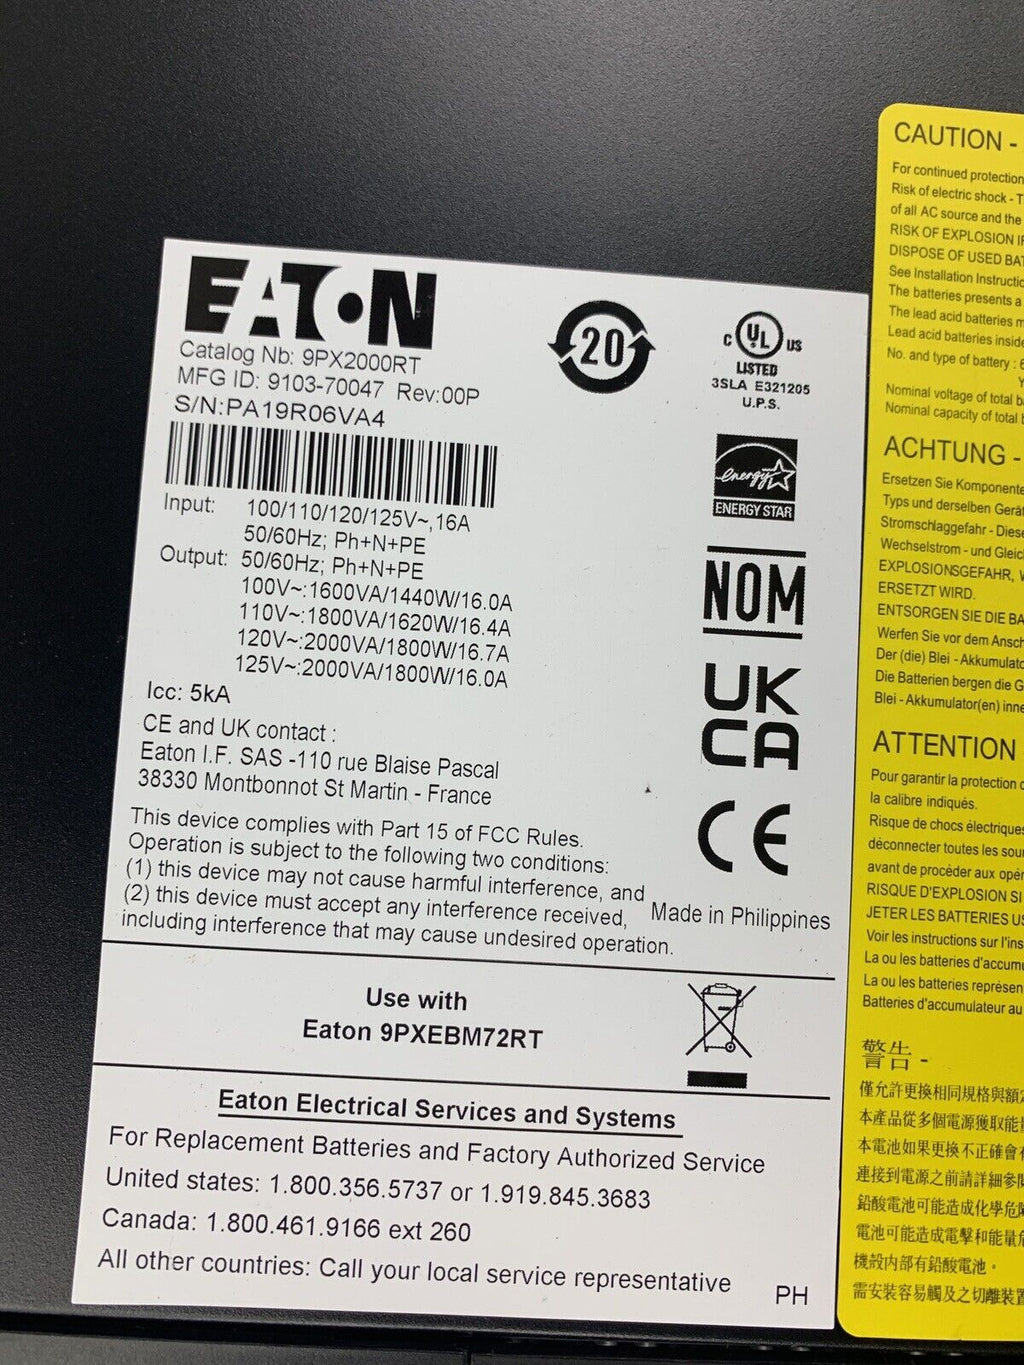 EATON
Catalog Nb: 9PX2000RT
MFG ID: 9103-70047 Rev:00P
S/N:PA19R06VA4
20
C UL US
LISTED
3SLA E321205
U.P.S.
energy
ENERGY STAR
NOM
UK
CA
CE
Input: 100/110/120/125V~,16A
50/60Hz; Ph+N+PE
Output: 50/60Hz; Ph+N+PE
100V~:1600VA/1440W/16.0A
110V~:1800VA/1620W/16.4A
120V~:2000VA/1800W/16.7A
125V~:2000VA/1800W/16.0A
Icc: 5kA
CE and UK contact :
Eaton I.F. SAS -110 rue Blaise Pascal
38330 Montbonnot St Martin - France
This device complies with Part 15 of FCC Rules.
Operation is subject to the following two conditions:
(1) this device may not cause harmful interference, and
(2) this device must accept any interference received,
including interference that may cause undesired operation.
Made in Philippines
Use with
Eaton 9PXEBM72RT
Eaton Electrical Services and Systems
For Replacement Batteries and Factory Authorized Service
United states: 1.800.356.5737 or 1.919.845.3683
Canada: 1.800.461.9166 ext 260
All other countries: Call your local service representative
PH
CAUTION -
For continued protection
Risk of electric shock - T
of all AC source and the
RISK OF EXPLOSION IF
DISPOSE OF USED BAT
See Installation Instructio
The batteries presents a
The lead acid batteries m
Lead acid batteries inside
No. and type of battery : 6
Y
Nominal voltage of total b
Nominal capacity of total b
ACHTUNG -
Ersetzen Sie Komponente
Typs und derselben Gerät
Stromschlaggefahr - Diese
Wechselstrom - und Gleich
EXPLOSIONSGEFAHR, W
ERSETZT WIRD.
ENTSORGEN SIE DIE BA
Werfen Sie vor dem Ansch
Der (die) Blei - Akkumulato
Die Batterien bergen die G
Blei - Akkumulator(en) inne
ATTENTION
Pour garantir la protection c
la calibre indiqués.
Risque de chocs électriques
déconnecter toutes les sour
avant de procéder aux opér
RISQUE D'EXPLOSION SI
JETER LES BATTERIES US
Voir les instructions sur l'ins
La ou les batteries d'accumu
La ou les batteries représen
Batteries d'accumulateur au
警告 -
僅允許更換相同規格與額定
本產品從多個電源獲取能量
本電池如果更換不正確會有
連接到電源之前請詳細參閱
鉛酸電池可能造成化學危險
電池可能造成電擊和能量危
機殼內部有鉛酸電池。
需安裝容易觸及之切離裝置